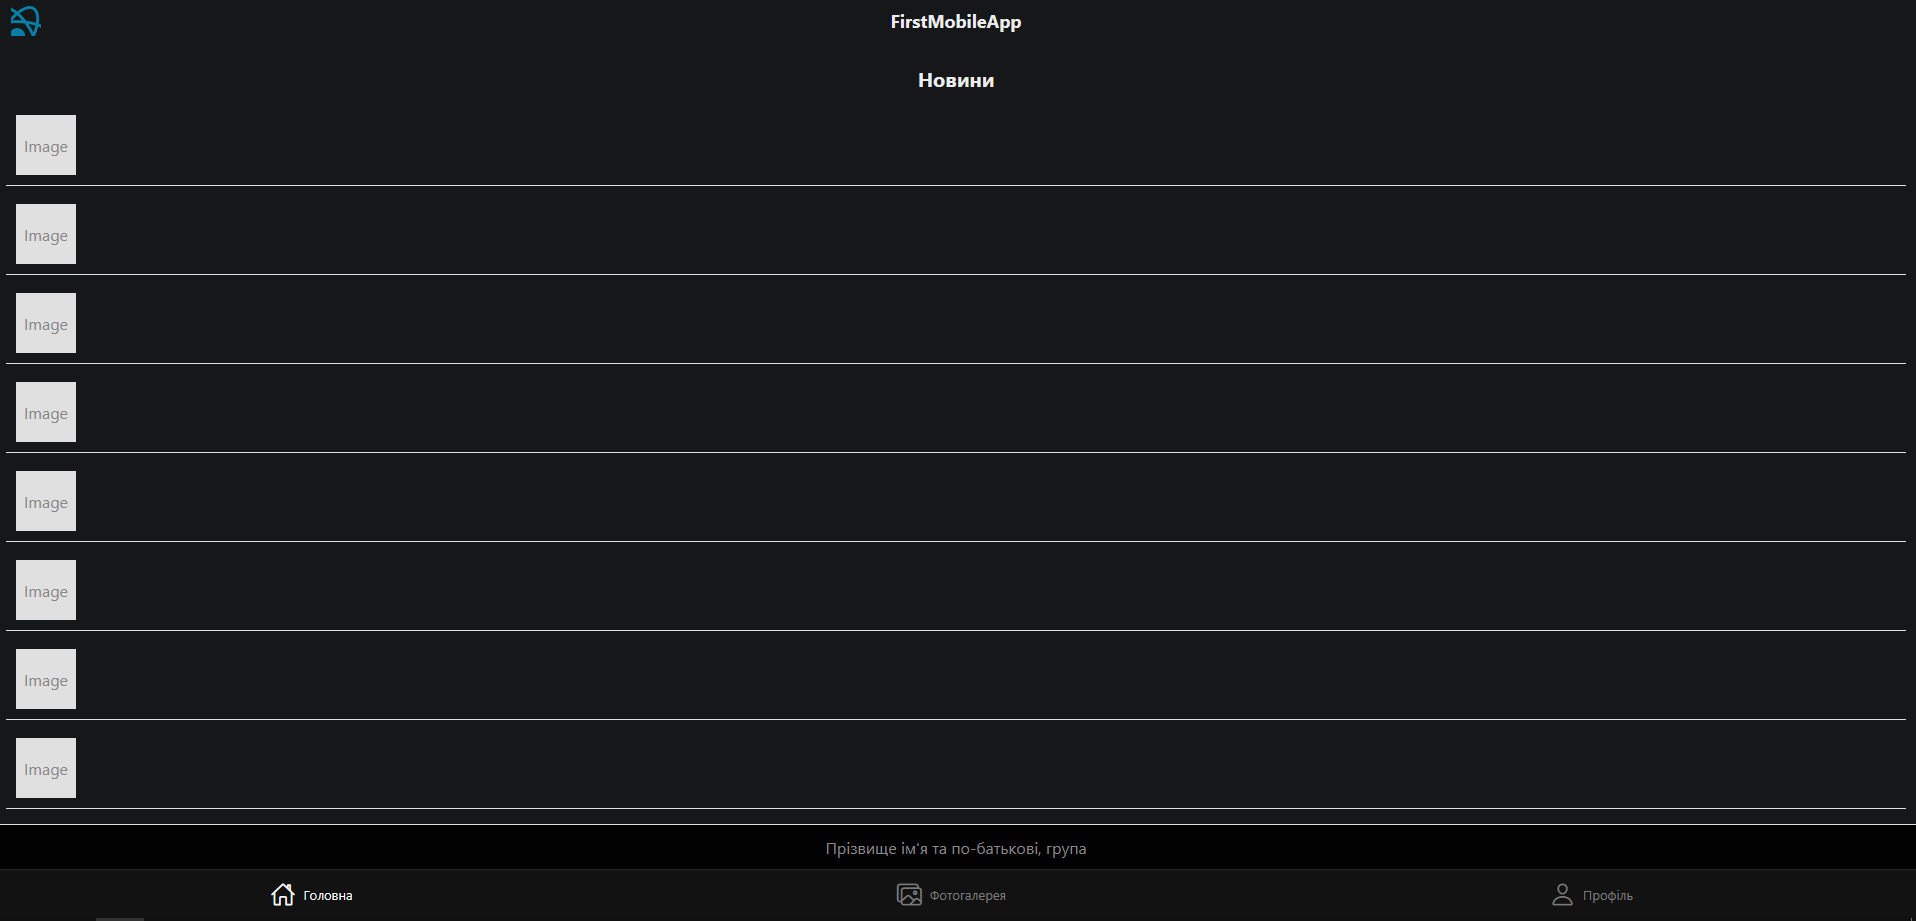 FirstMobileApp
Новини
Image
Image
Image
Image
Image
Image
Image
Image
Прізвище ім'я та по-батькові, група
Головна
Фотогалерея
Профіль